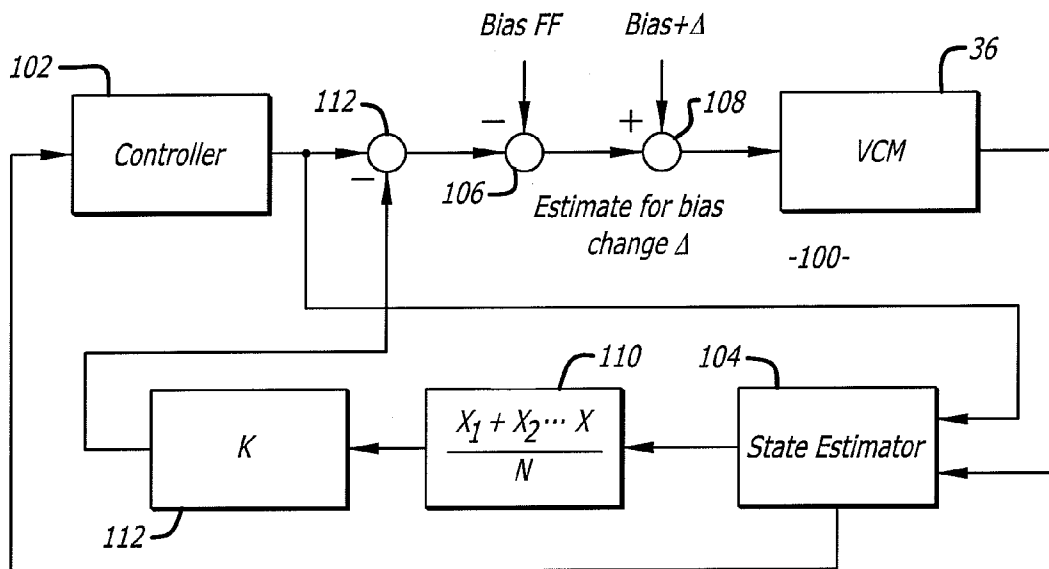 Bias FF
Bias+Δ
102
112
36
Controller
−
−
106
+
108
VCM
Estimate for bias
change Δ
-100-
110
104
K
X1 + X2 ··· X
N
State Estimator
112